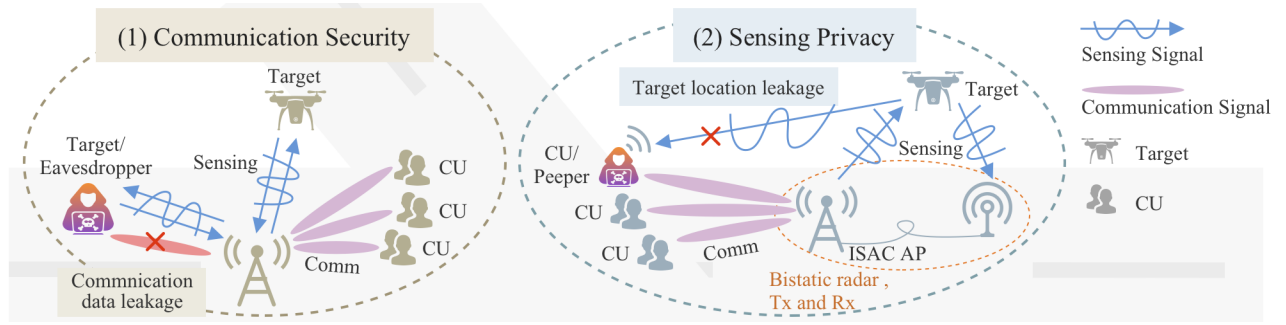 (1) Communication Security
Target
Target/
Eavesdropper
Sensing
CU
CU
CU
Comm
Commnication
data leakage
(2) Sensing Privacy
Target location leakage
Target
CU/
Peeper
Sensing
CU
CU
Comm
ISAC AP
Bistatic radar ,
Tx and Rx
Sensing Signal
Communication Signal
Target
CU